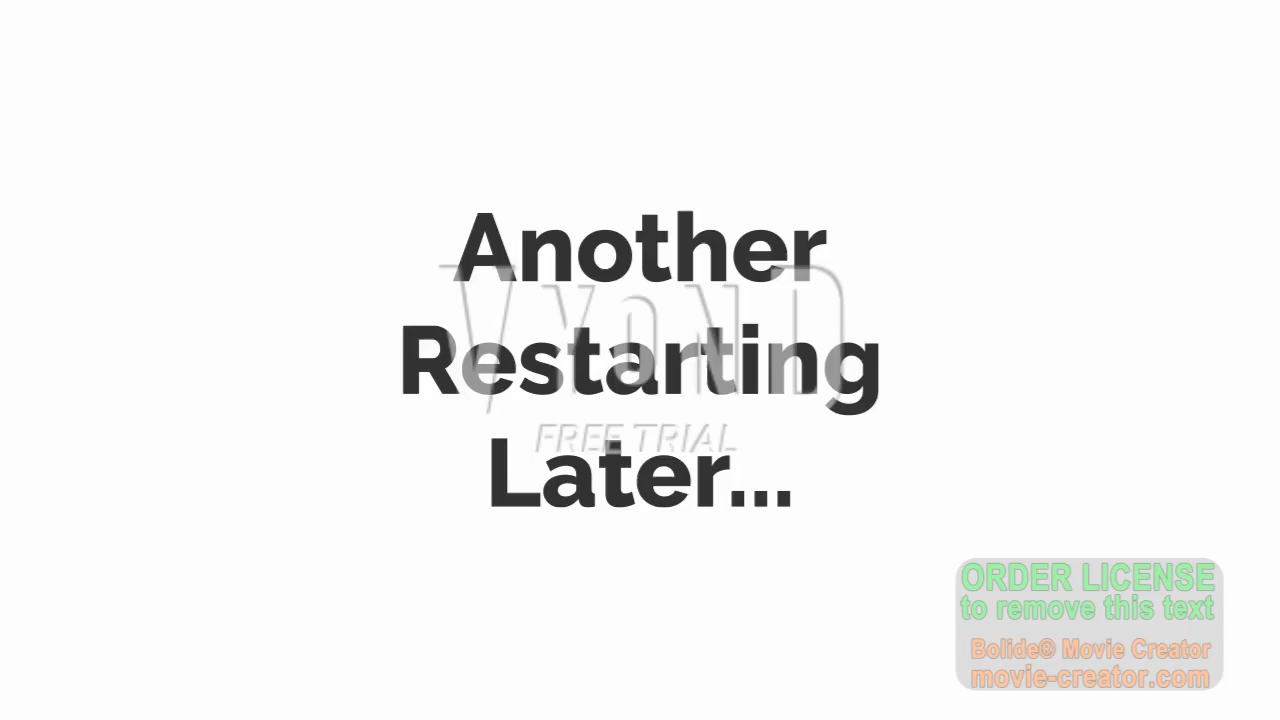 Another
Restarting
Later...
VYOND
FREE TRIAL
ORDER LICENSE
to remove this text
Bolide® Movie Creator
movie-creator.com